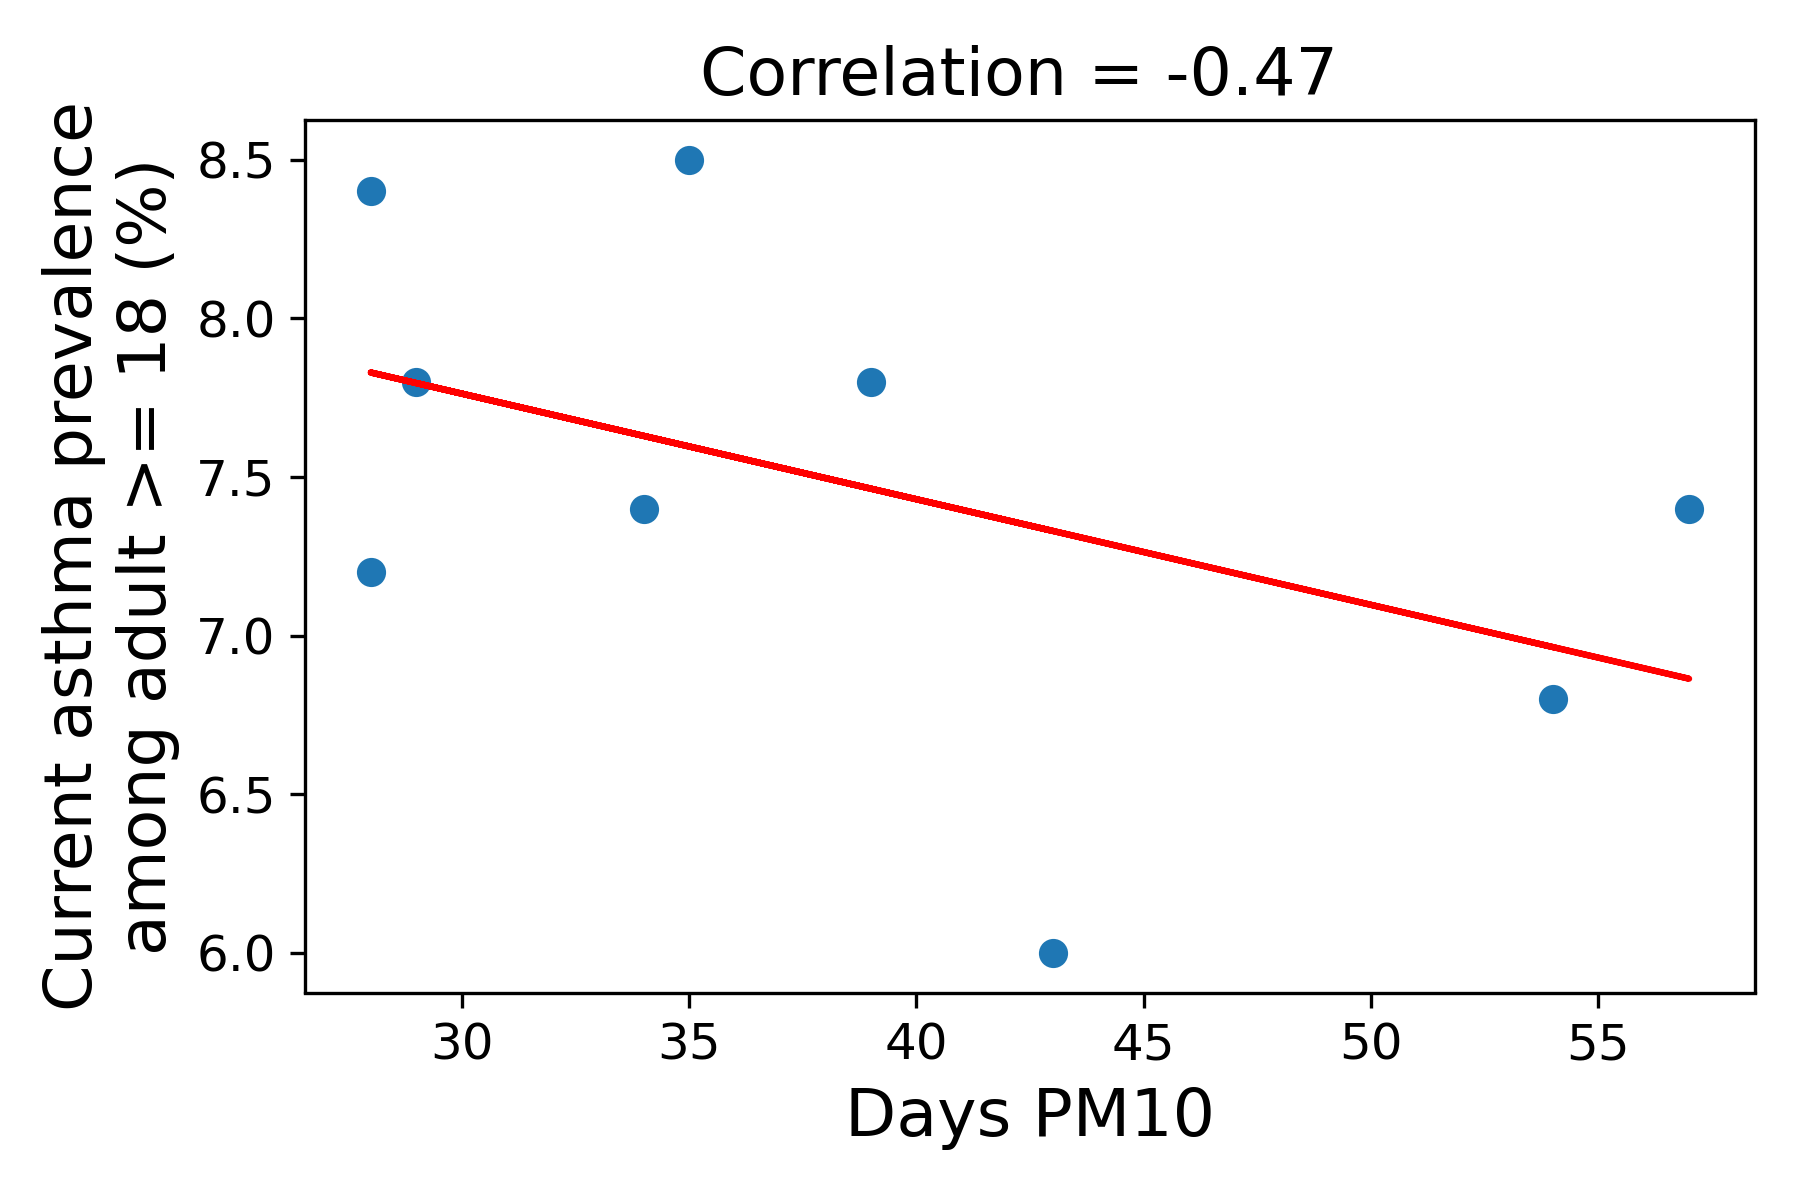 Correlation = -0.47
Current asthma prevalence
among adult >= 18 (%)
8.5
8.0
7.5
7.0
6.5
6.0
30 35 40 45 50 55
Days PM10